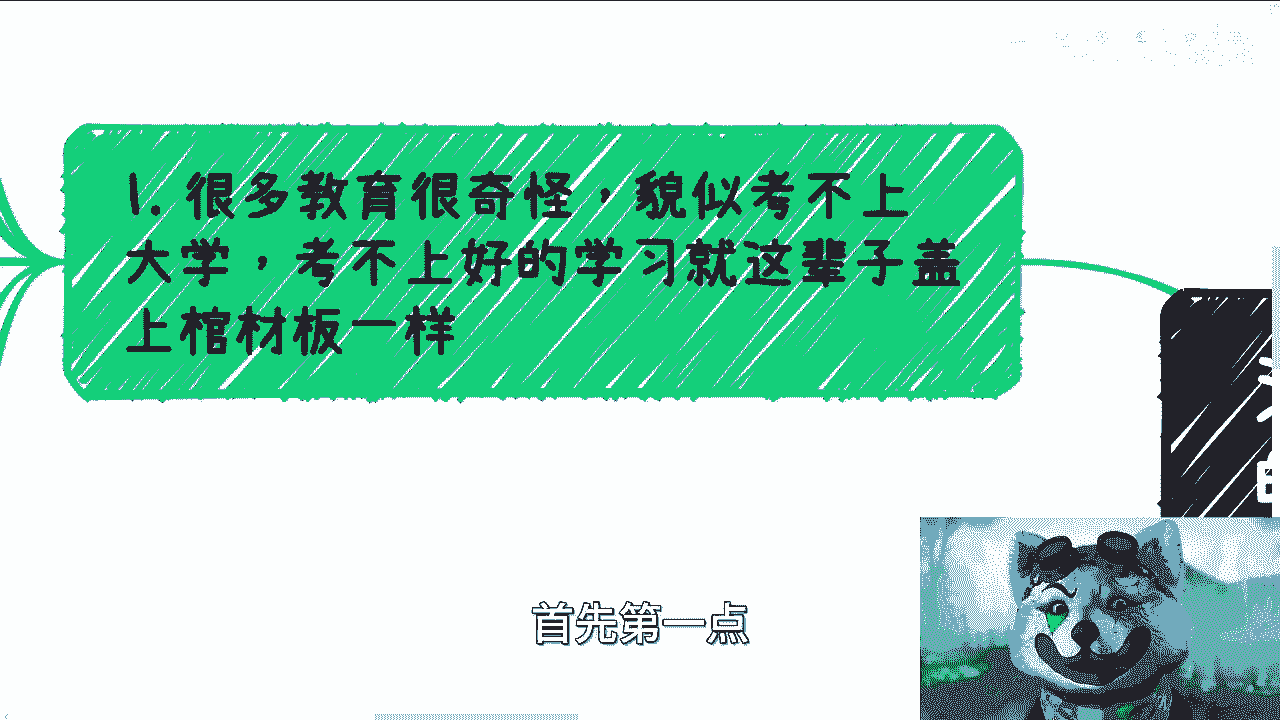 1. 很多教育很奇怪，貌似考不上
大学，考不上好的学习就这辈子盖
上棺材板一样
首先第一点